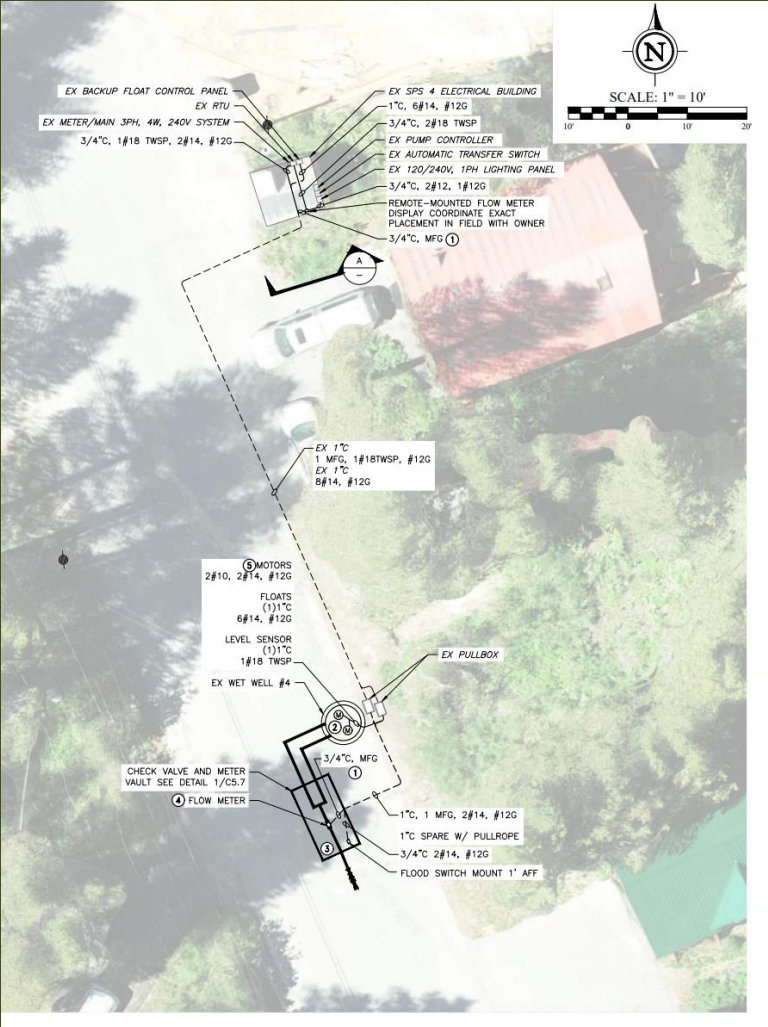 N
SCALE: 1" = 10'
10' 0 10' 20'
EX BACKUP FLOAT CONTROL PANEL
EX RTU
EX METER/MAIN 3PH, 4W, 240V SYSTEM
3/4"C, 1#18 TWSP, 2#14, #12G
EX SPS 4 ELECTRICAL BUILDING
1"C, 6#14, #12G
3/4"C, 2#18 TWSP
EX PUMP CONTROLLER
EX AUTOMATIC TRANSFER SWITCH
EX 120/240V, 1PH LIGHTING PANEL
3/4"C, 2#12, 1#12G
REMOTE-MOUNTED FLOW METER
DISPLAY COORDINATE EXACT
PLACEMENT IN FIELD WITH OWNER
3/4"C, MFG 1
A
–
EX 1"C
1 MFG, 1#18TWSP, #12G
EX 1"C
8#14, #12G
5 MOTORS
2#10, 2#14, #12G
FLOATS
(1)1"C
6#14, #12G
LEVEL SENSOR
(1)1"C
1#18 TWSP
EX WET WELL #4
EX PULLBOX
M
2
M
3/4"C, MFG
1
CHECK VALVE AND METER
VAULT SEE DETAIL 1/C5.7
4 FLOW METER
3
1"C, 1 MFG, 2#14, #12G
1"C SPARE W/ PULLROPE
3/4"C 2#14, #12G
FLOOD SWITCH MOUNT 1' AFF